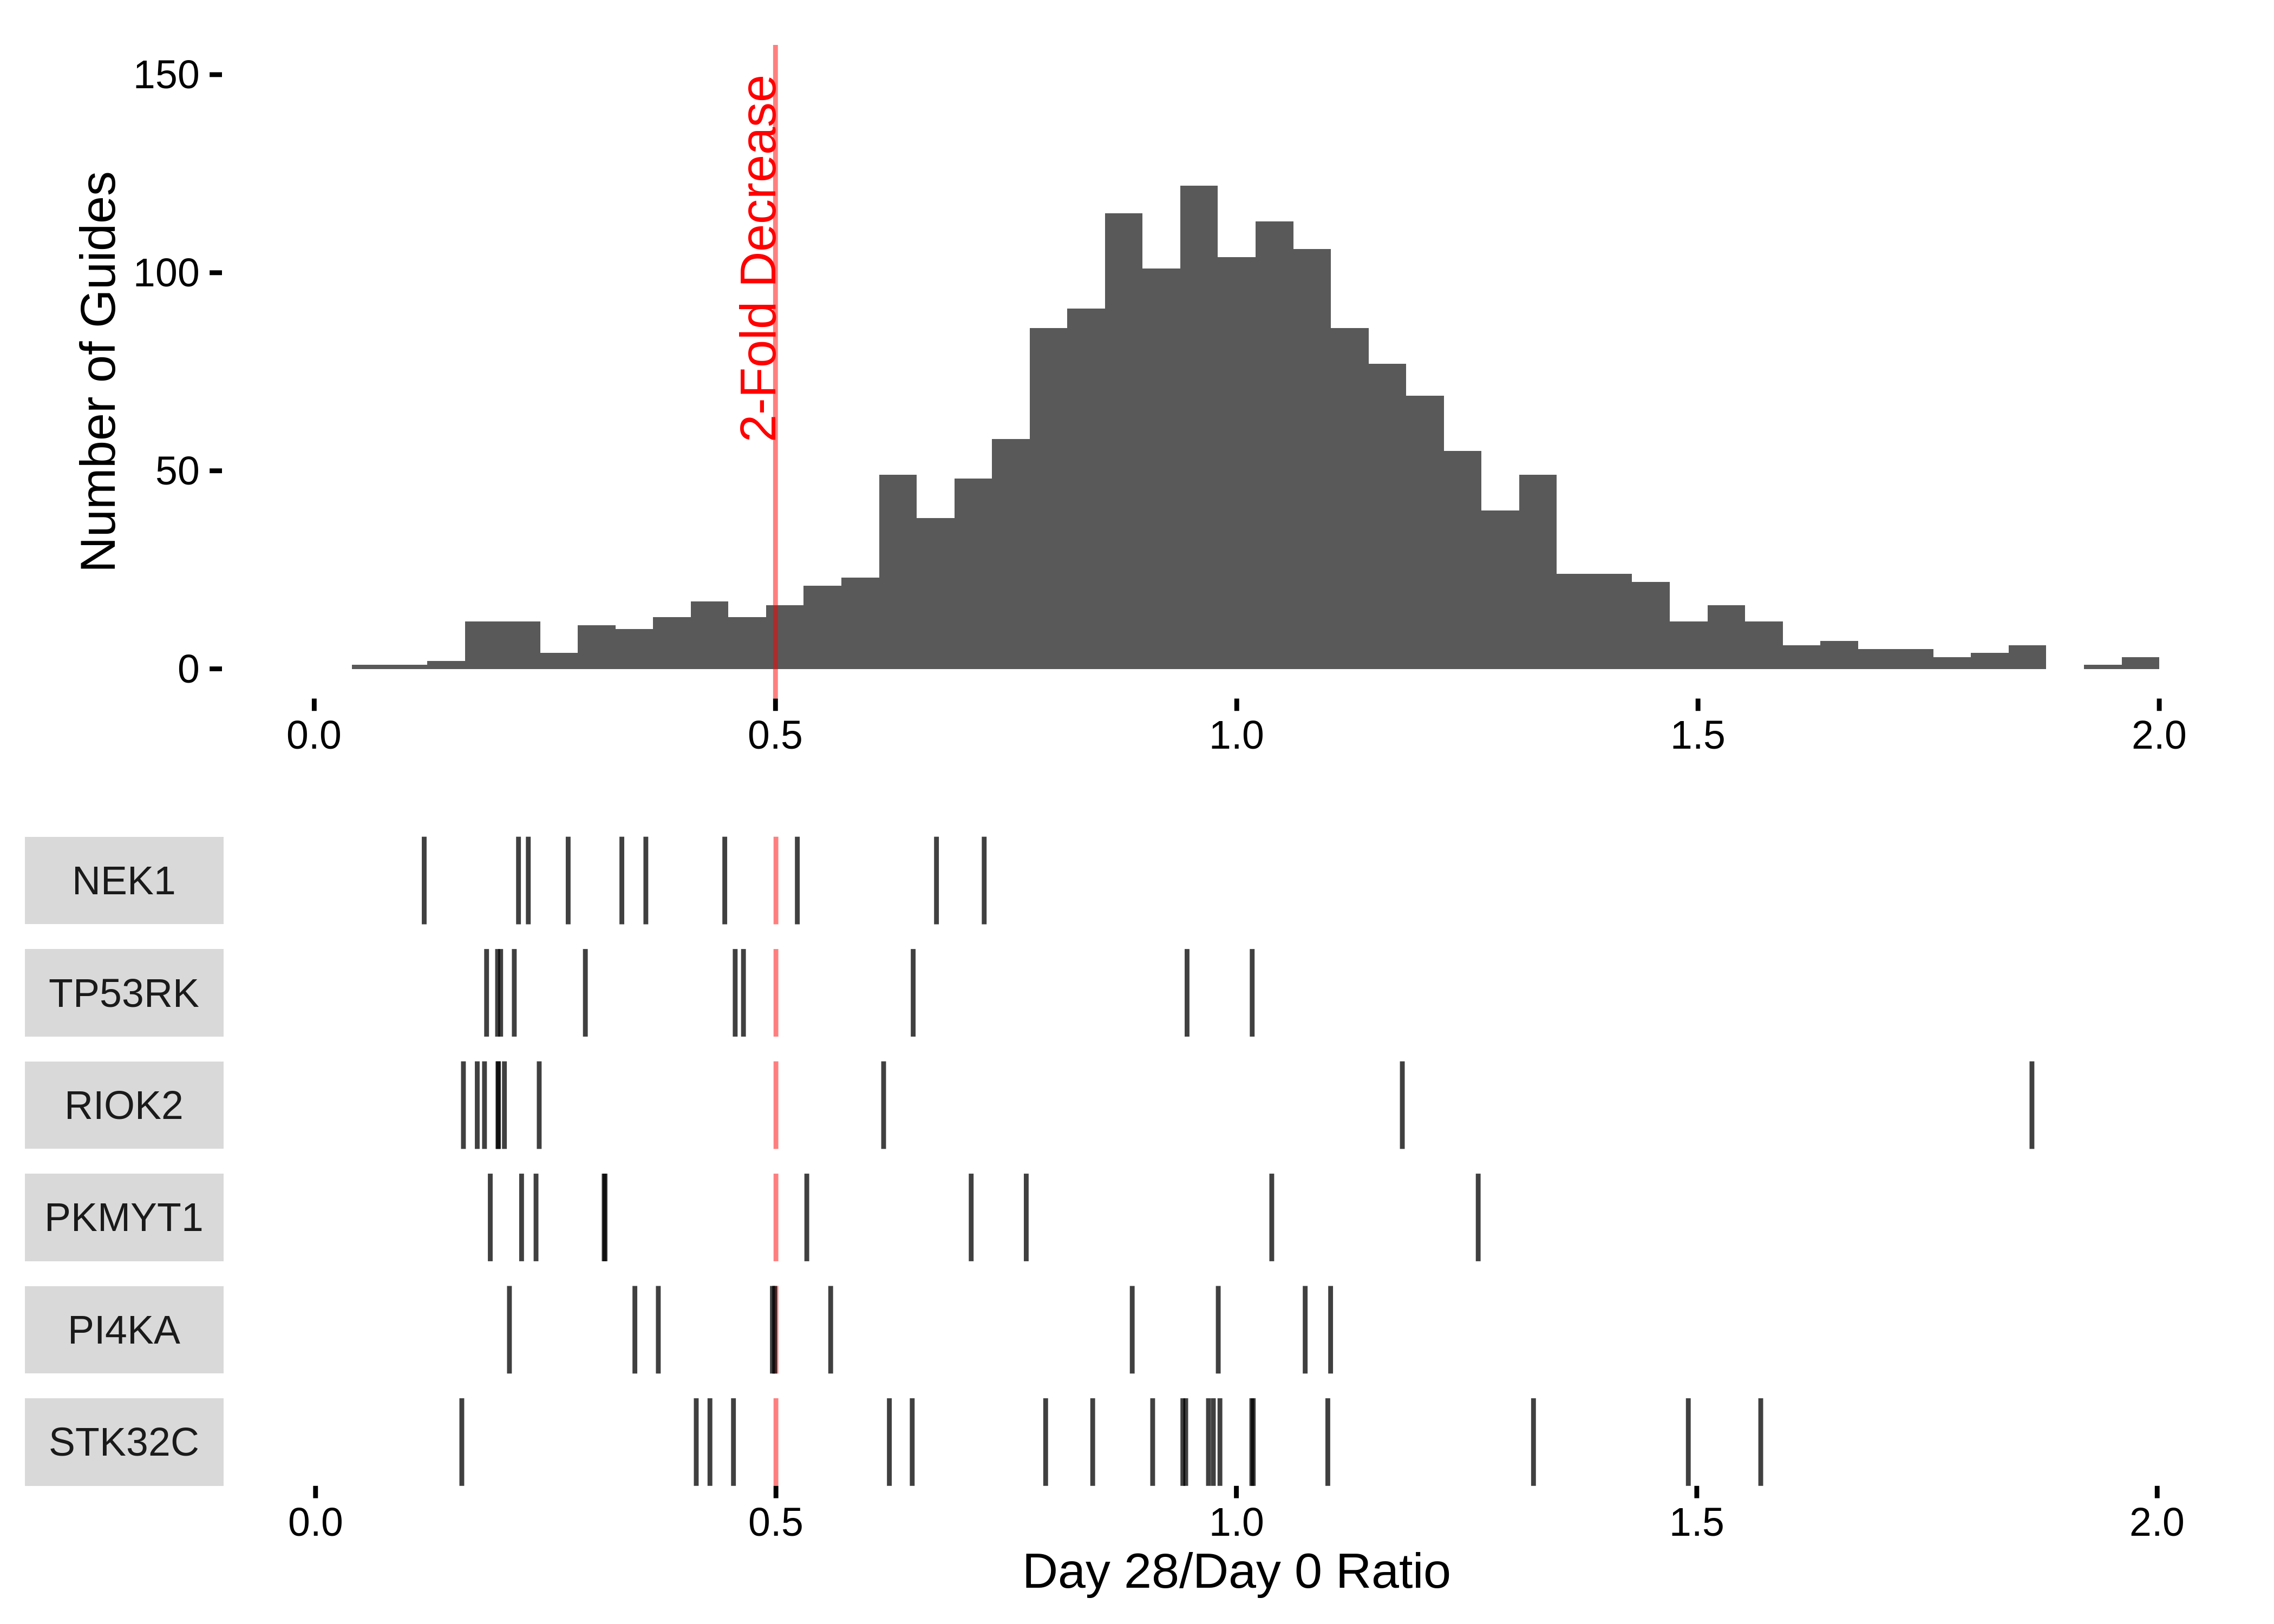 150
100
50
0
Number of Guides
2-Fold Decrease
0.0 0.5 1.0 1.5 2.0
NEK1
TP53RK
RIOK2
PKMYT1
PI4KA
STK32C
0.0 0.5 1.0 1.5 2.0
Day 28/Day 0 Ratio